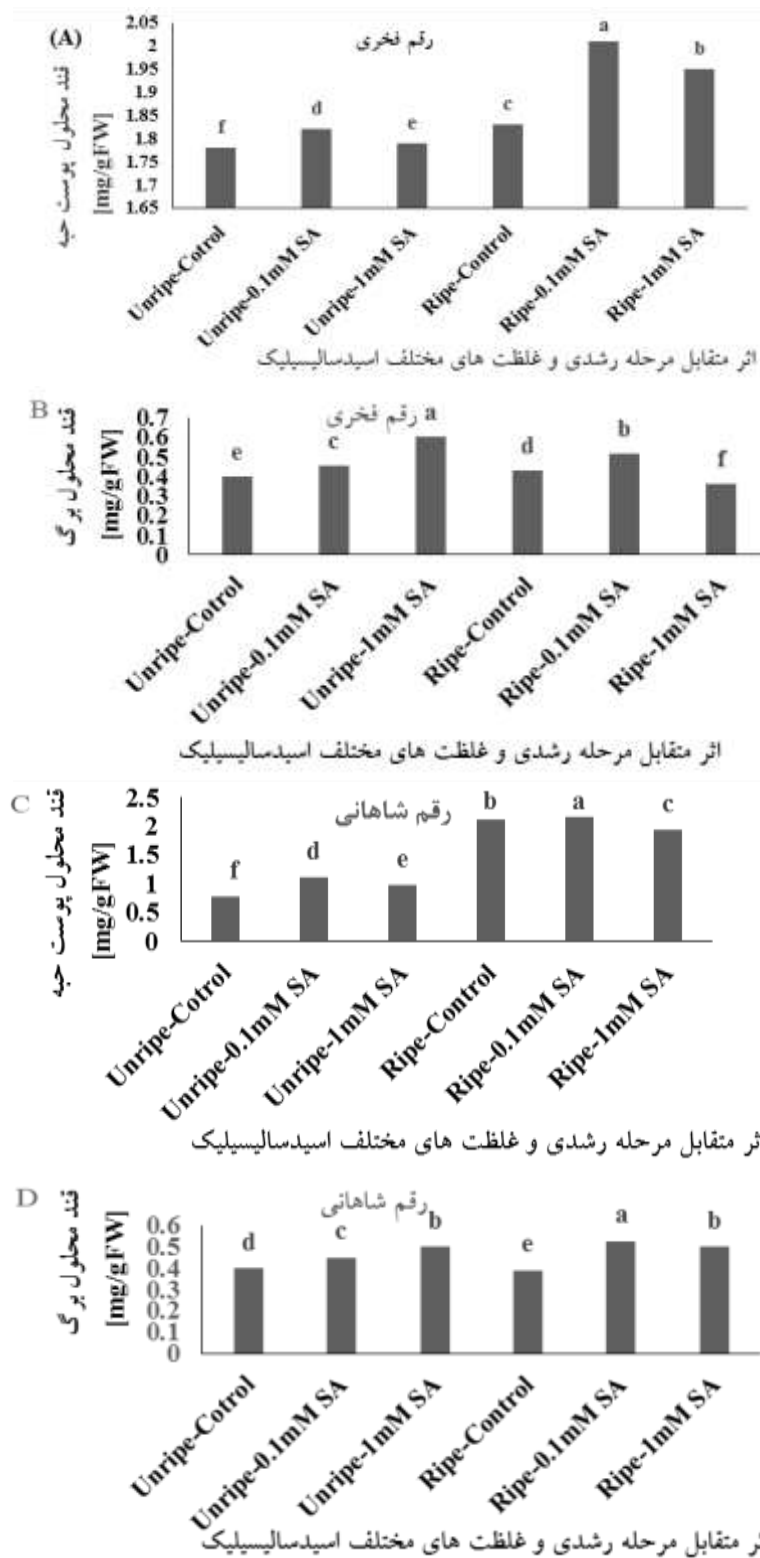 (A)
رقم فخری
قند محلول پوست حبه
[mg/gFW]
2.05
2
1.95
1.9
1.85
1.8
1.75
1.7
1.65
f
d
e
c
a
b
Unripe-Cotrol
Unripe-0.1mM SA
Unripe-1mM SA
Ripe-Control
Ripe-0.1mM SA
Ripe-1mM SA
اثر متقابل مرحله رشدی و غلظت های مختلف اسیدسالیسیلیک
B
رقم فخری
قند محلول برگ
[mg/gFW]
0.7
0.6
0.5
0.4
0.3
0.2
0.1
0
e
c
a
d
b
f
Unripe-Cotrol
Unripe-0.1mM SA
Unripe-1mM SA
Ripe-Control
Ripe-0.1mM SA
Ripe-1mM SA
اثر متقابل مرحله رشدی و غلظت های مختلف اسیدسالیسیلیک
C
رقم شاهانی
قند محلول پوست حبه
[mg/gFW]
2.5
2
1.5
1
0.5
0
f
d
e
b
a
c
Unripe-Cotrol
Unripe-0.1mM SA
Unripe-1mM SA
Ripe-Control
Ripe-0.1mM SA
Ripe-1mM SA
ثر متقابل مرحله رشدی و غلظت های مختلف اسیدسالیسیلیک
D
رقم شاهانی
قند محلول برگ
[mg/gFW]
0.6
0.5
0.4
0.3
0.2
0.1
0
d
c
b
e
a
b
Unripe-Cotrol
Unripe-0.1mM SA
Unripe-1mM SA
Ripe-Control
Ripe-0.1mM SA
Ripe-1mM SA
ثر متقابل مرحله رشدی و غلظت های مختلف اسیدسالیسیلیک